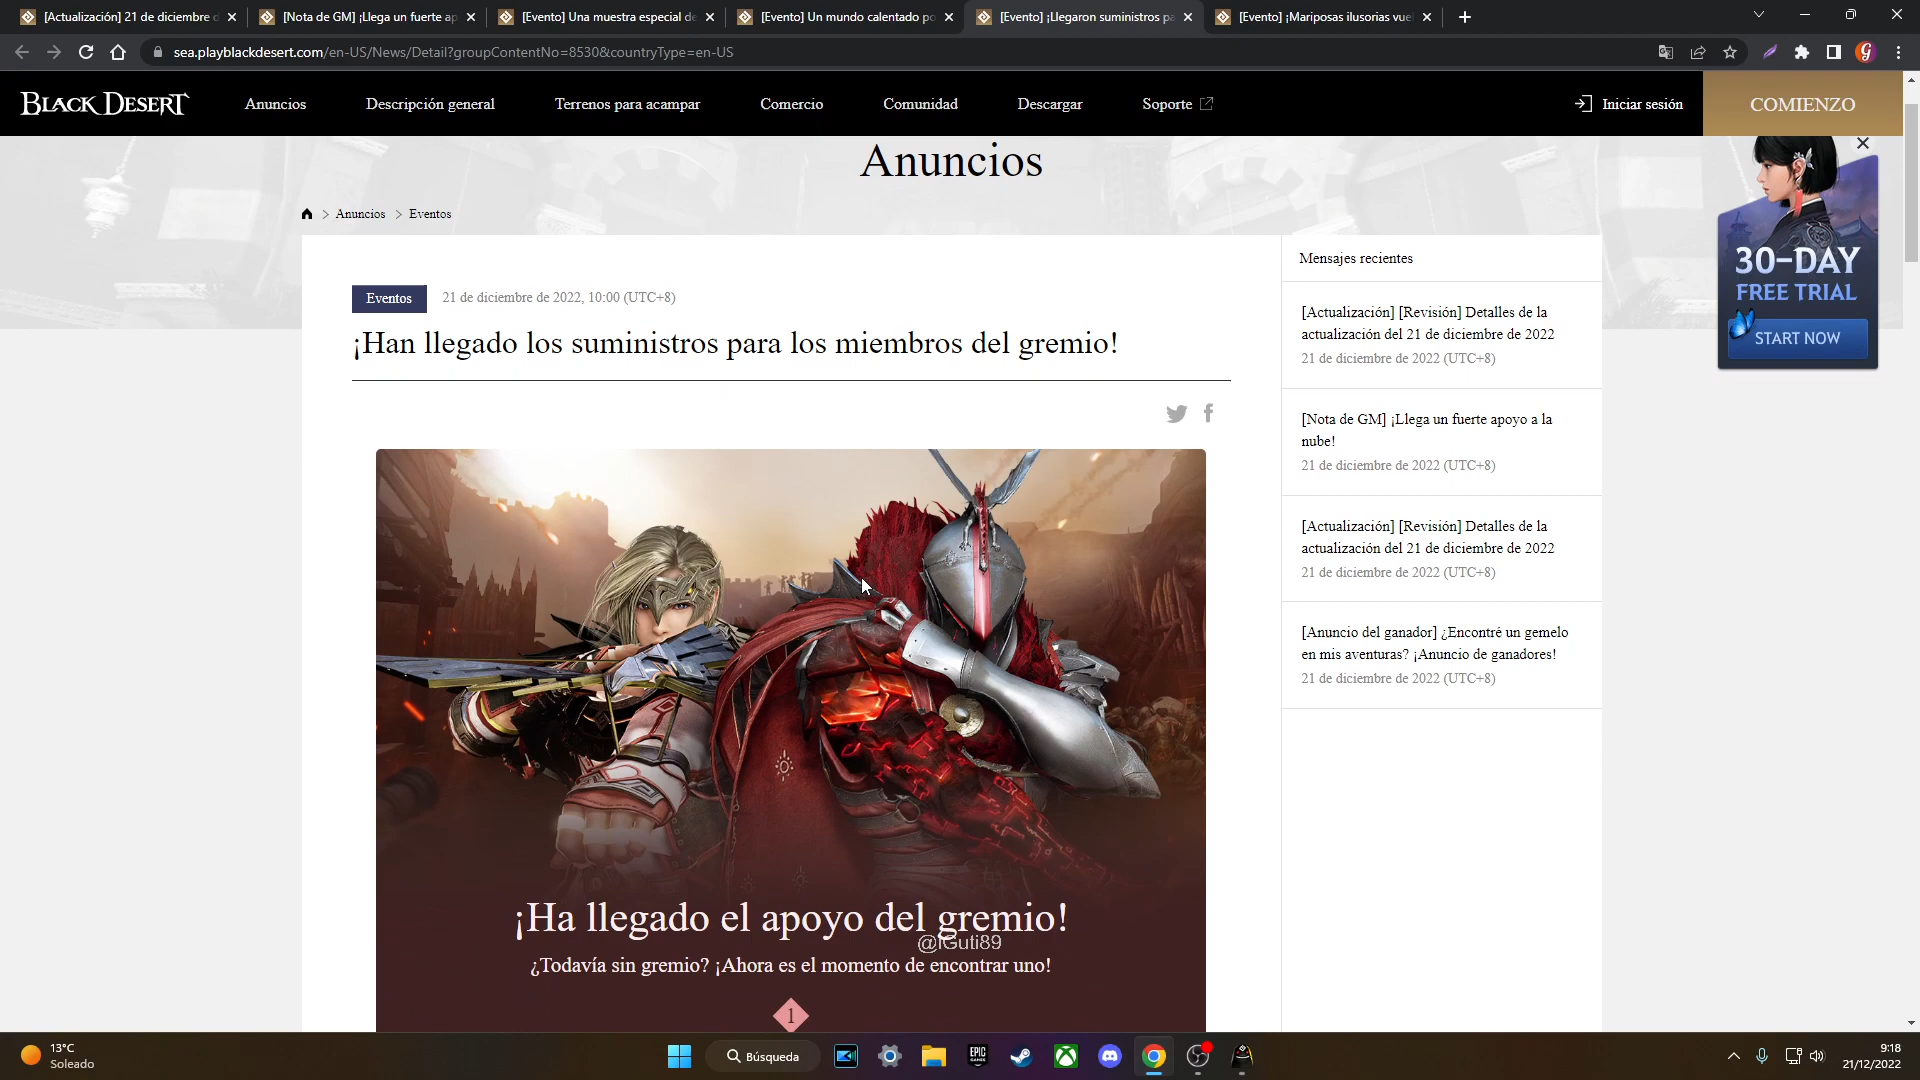 [Actualización] 21 de diciembre d
[Nota de GM] ¡Llega un fuerte ap
[Evento] Una muestra especial de
[Evento] Un mundo calentado po
[Evento] ¡Llegaron suministros pa
[Evento] ¡Mariposas ilusorias vue
sea.playblackdesert.com/en-US/News/Detail?groupContentNo=8530&countryType=en-US
BLACK DESERT
Anuncios
Descripción general
Terrenos para acampar
Comercio
Comunidad
Descargar
Soporte
Iniciar sesión
COMIENZO
Anuncios
Anuncios > Eventos
Eventos
21 de diciembre de 2022, 10:00 (UTC+8)
¡Han llegado los suministros para los miembros del gremio!
¡Ha llegado el apoyo del gremio!
@IGuti89
¿Todavía sin gremio? ¡Ahora es el momento de encontrar uno!
1
Mensajes recientes
[Actualización] [Revisión] Detalles de la
actualización del 21 de diciembre de 2022
21 de diciembre de 2022 (UTC+8)
[Nota de GM] ¡Llega un fuerte apoyo a la
nube!
21 de diciembre de 2022 (UTC+8)
[Actualización] [Revisión] Detalles de la
actualización del 21 de diciembre de 2022
21 de diciembre de 2022 (UTC+8)
[Anuncio del ganador] ¿Encontré un gemelo
en mis aventuras? ¡Anuncio de ganadores!
21 de diciembre de 2022 (UTC+8)
30-DAY
FREE TRIAL
START NOW
13°C
Soleado
Búsqueda
EPIC
GAMES
9:18
21/12/2022